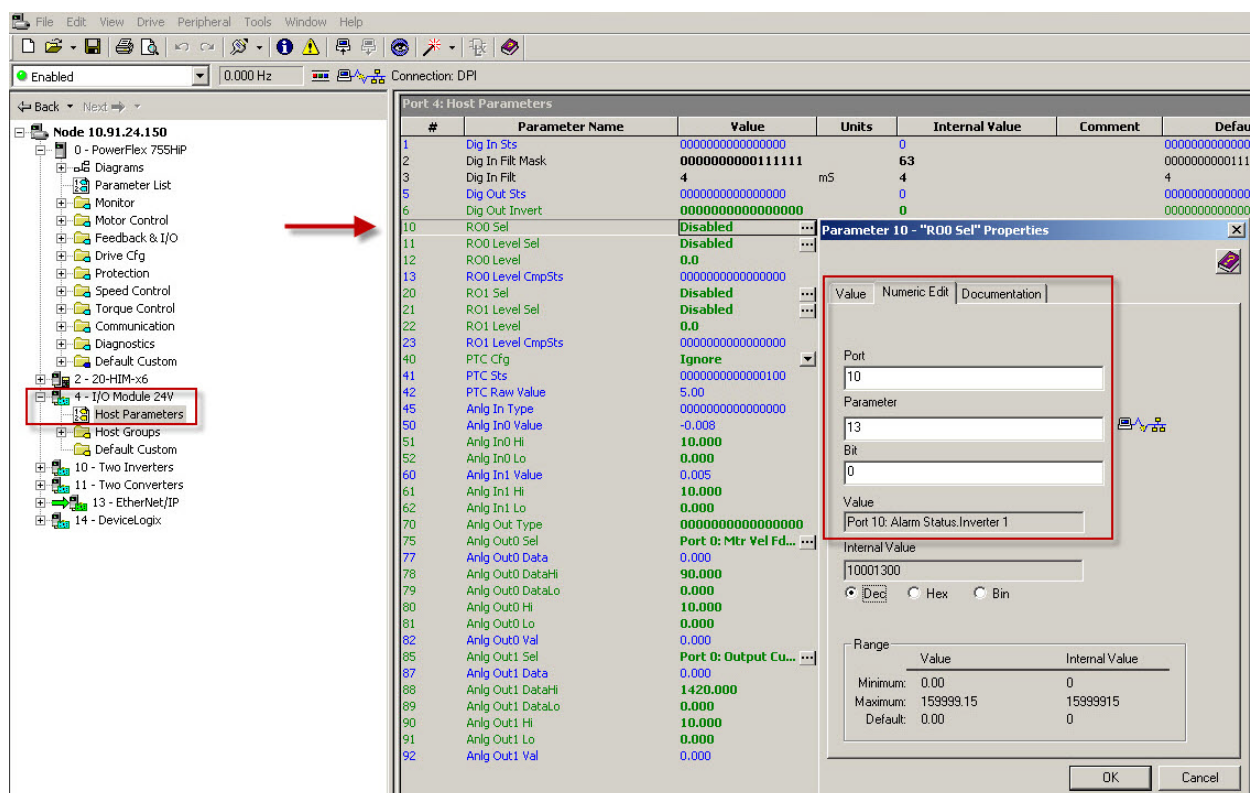 File Edit View Drive Peripheral Tools Window Help
Enabled 0.000 Hz Connection: DPI
Back Next
Node 10.91.24.150
0 - PowerFlex 755HiP
Diagrams
Parameter List
Monitor
Motor Control
Feedback & I/O
Drive Cfg
Protection
Speed Control
Torque Control
Communication
Diagnostics
Default Custom
2 - 20-HIM-x6
4 - I/O Module 24V
Host Parameters
Host Groups
Default Custom
10 - Two Inverters
11 - Two Converters
13 - EtherNet/IP
14 - DeviceLogix
Port 4: Host Parameters
# Parameter Name Value Units Internal Value Comment Defau
1 Dig In Sts 0000000000000000 0 0000000000000
2 Dig In Filt Mask 0000000000111111 63 0000000000111
3 Dig In Filt 4 mS 4 4
5 Dig Out Sts 0000000000000000 0 0000000000000
6 Dig Out Invert 0000000000000000 0 0000000000000
10 RO0 Sel Disabled ...
11 RO0 Level Sel Disabled ...
12 RO0 Level 0.0
13 RO0 Level CmpSts 0000000000000000
20 RO1 Sel Disabled ...
21 RO1 Level Sel Disabled ...
22 RO1 Level 0.0
23 RO1 Level CmpSts 0000000000000000
40 PTC Cfg Ignore
41 PTC Sts 0000000000000100
42 PTC Raw Value 5.00
45 Anlg In Type 0000000000000000
50 Anlg In0 Value -0.008
51 Anlg In0 Hi 10.000
52 Anlg In0 Lo 0.000
60 Anlg In1 Value 0.005
61 Anlg In1 Hi 10.000
62 Anlg In1 Lo 0.000
70 Anlg Out Type 0000000000000000
75 Anlg Out0 Sel Port 0: Mtr Vel Fd... ...
77 Anlg Out0 Data 0.000
78 Anlg Out0 DataHi 90.000
79 Anlg Out0 DataLo 0.000
80 Anlg Out0 Hi 10.000
81 Anlg Out0 Lo 0.000
82 Anlg Out0 Val 0.000
85 Anlg Out1 Sel Port 0: Output Cu... ...
87 Anlg Out1 Data 0.000
88 Anlg Out1 DataHi 1420.000
89 Anlg Out1 DataLo 0.000
90 Anlg Out1 Hi 10.000
91 Anlg Out1 Lo 0.000
92 Anlg Out1 Val 0.000
Parameter 10 - "RO0 Sel" Properties
Value Numeric Edit Documentation
Port
10
Parameter
13
Bit
0
Value
Port 10: Alarm Status.Inverter 1
Internal Value
10001300
Dec Hex Bin
Range
Value Internal Value
Minimum: 0.00 0
Maximum: 159999.15 15999915
Default: 0.00 0
OK Cancel